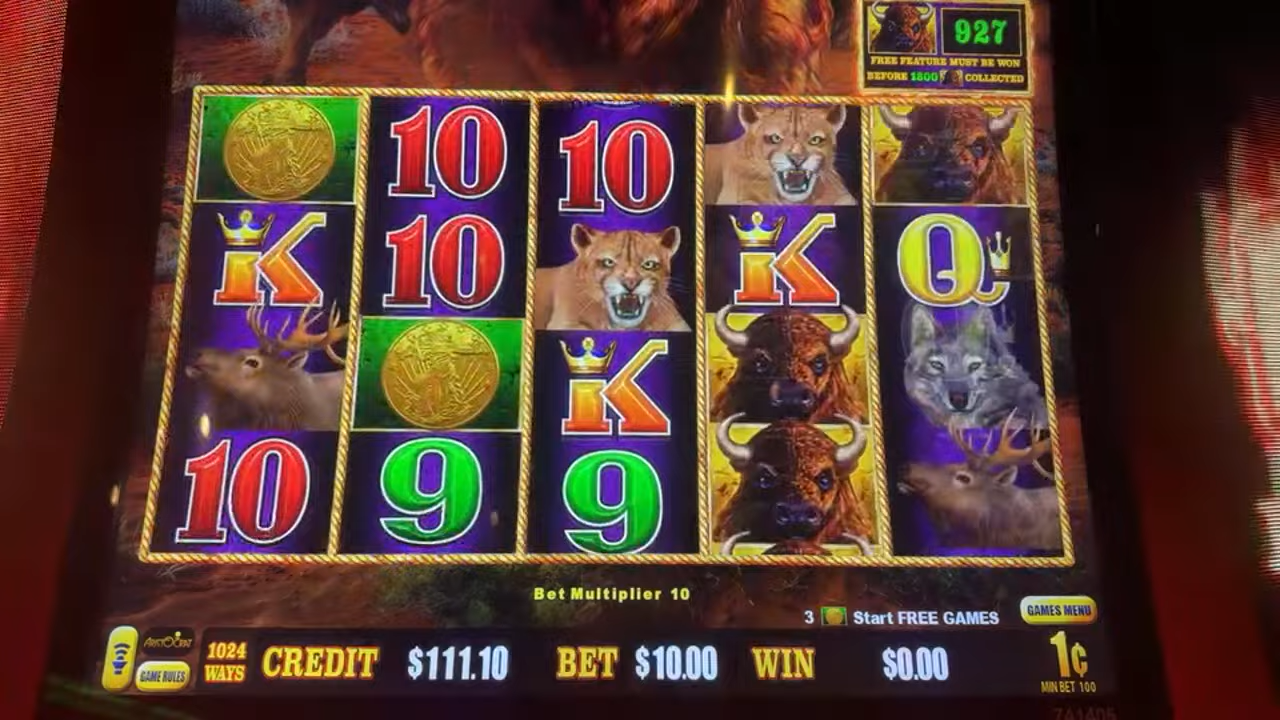 927
FREE FEATURE MUST BE WON
BEFORE 1800 COLLECTED
10 10
K 10 K Q
K
10 9 9
Bet Multiplier 10
3 Start FREE GAMES
GAMES MENU
ARISTOCRAT
GAME RULES
1024
WAYS
CREDIT $111.10 BET $10.00 WIN $0.00
1¢
MIN BET 100